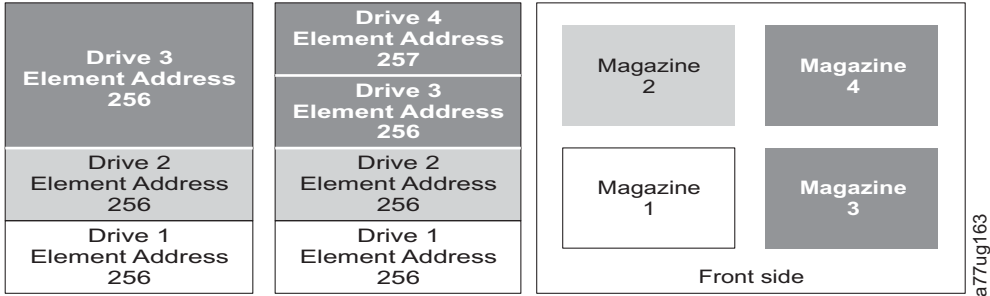 Drive 3
Element Address
256
Drive 2
Element Address
256
Drive 1
Element Address
256
Drive 4
Element Address
257
Drive 3
Element Address
256
Drive 2
Element Address
256
Drive 1
Element Address
256
Magazine
2
Magazine
4
Magazine
1
Magazine
3
Front side
a77ug163